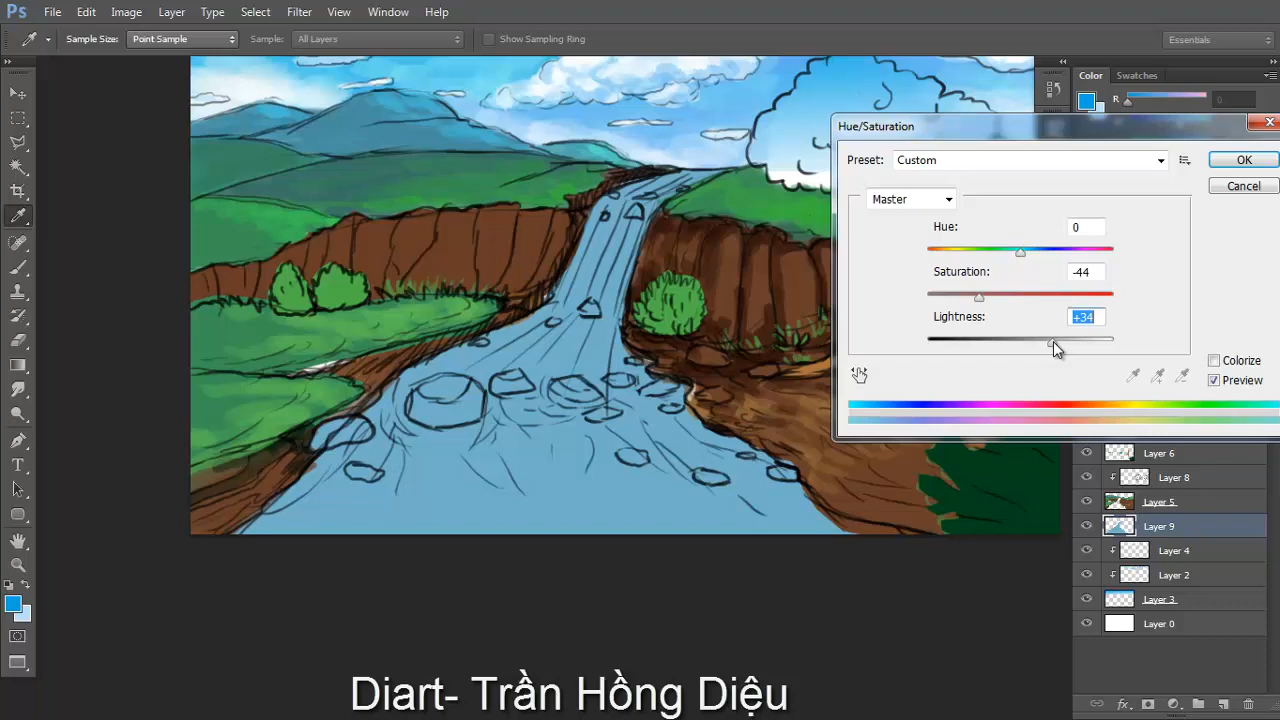 Ps File Edit Image Layer Type Select Filter View Window Help
Sample Size: Point Sample Sample: All Layers Show Sampling Ring Essentials
Color Swatches
R 0
Hue/Saturation
Preset: Custom OK
Master Cancel
Hue: 0
Saturation: -44
Lightness: +34
Colorize
Preview
Layer 6
Layer 8
Layer 5
Layer 9
Layer 4
Layer 2
Layer 3
Layer 0
fx
Diart- Trần Hồng Diệu